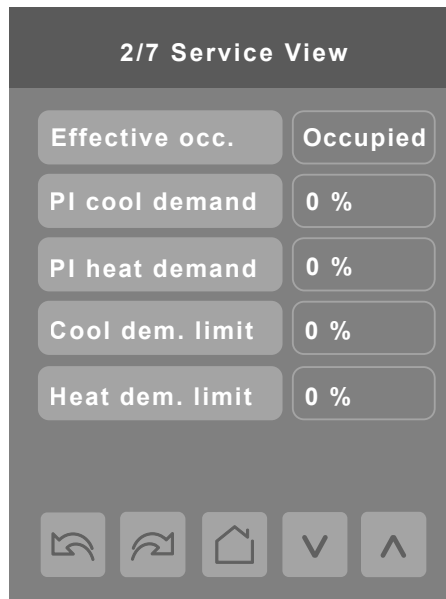 2/7 Service View
Effective occ. Occupied
PI cool demand 0 %
PI heat demand 0 %
Cool dem. limit 0 %
Heat dem. limit 0 %